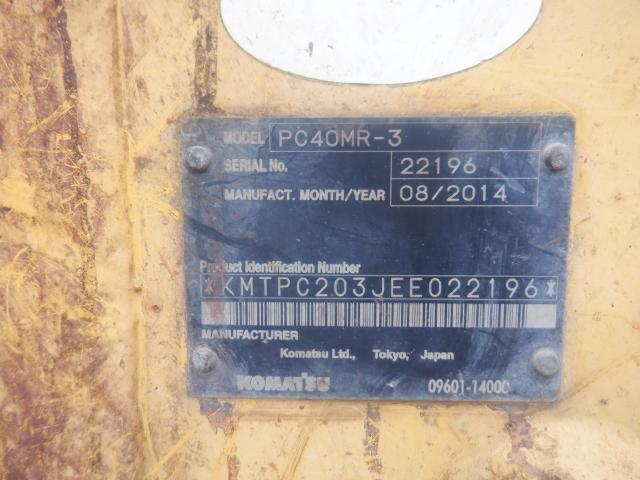 MODEL PC40MR-3
SERIAL No. 22196
MANUFACT. MONTH/YEAR 08/2014
Product Identification Number
*KMTPC203JEE022196*
MANUFACTURER
Komatsu Ltd., Tokyo, Japan
KOMATSU 09601-14000